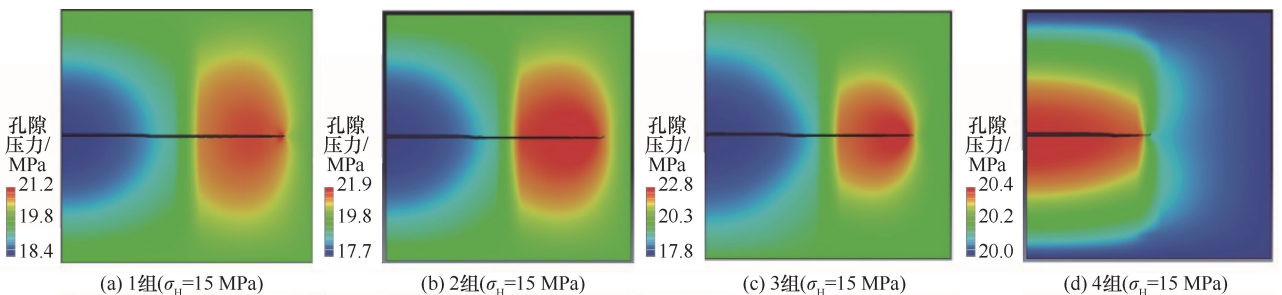 孔隙
压力/
MPa
21.2
19.8
18.4
(a) 1组(σH=15 MPa)
孔隙
压力/
MPa
21.9
19.8
17.7
(b) 2组(σH=15 MPa)
孔隙
压力/
MPa
22.8
20.3
17.8
(c) 3组(σH=15 MPa)
孔隙
压力/
MPa
20.4
20.2
20.0
(d) 4组(σH=15 MPa)